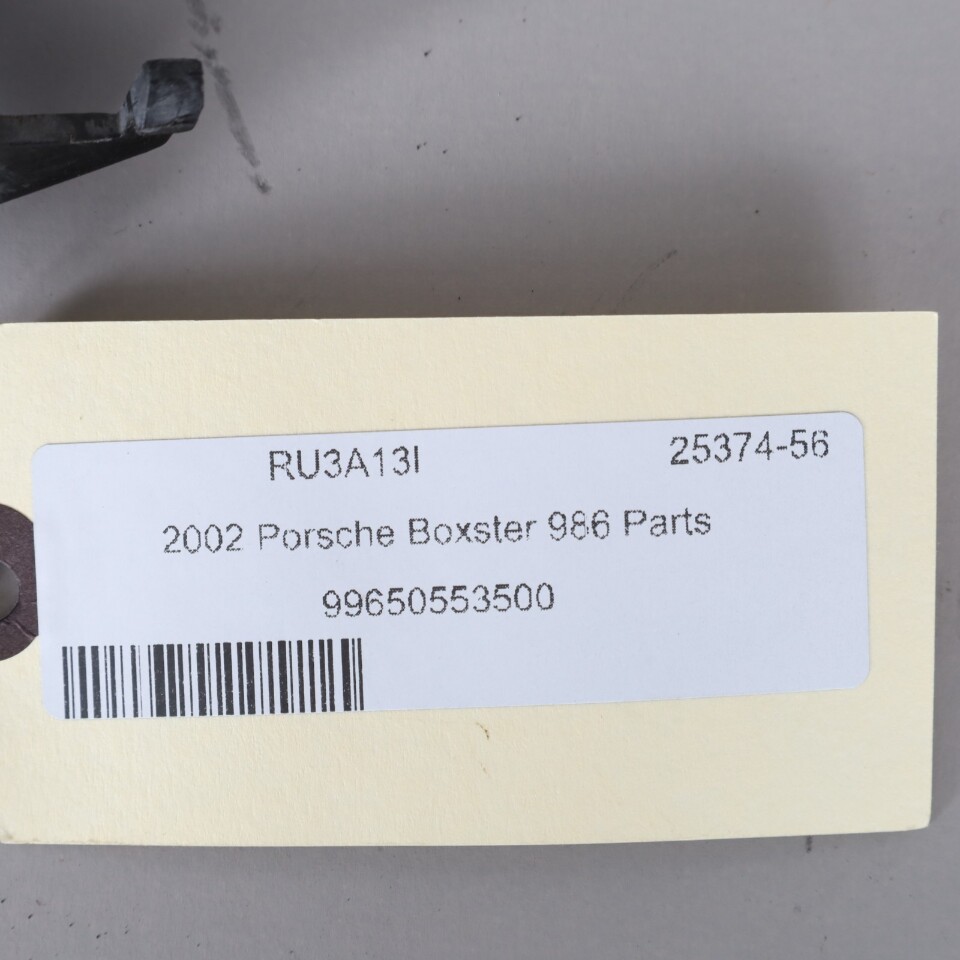 RU3A13I 25374-56
2002 Porsche Boxster 986 Parts
99650553500